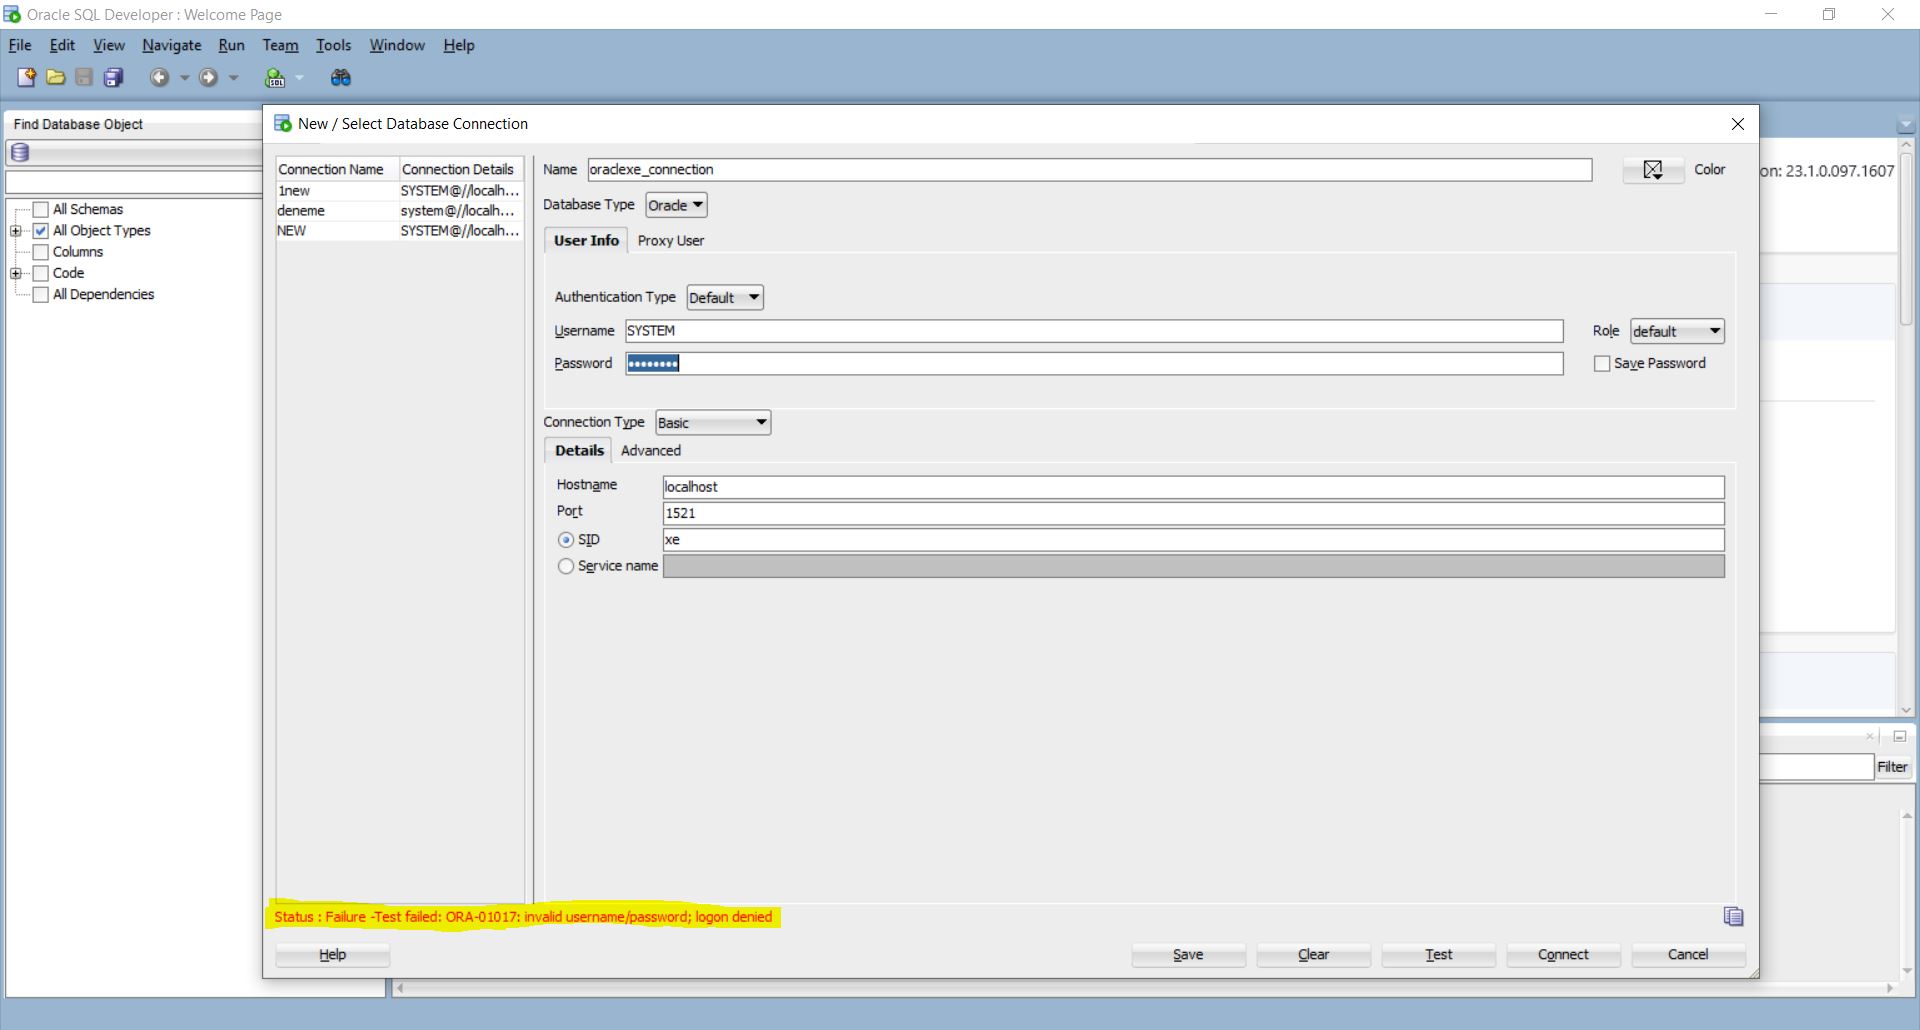 Oracle SQL Developer : Welcome Page
File Edit View Navigate Run Team Tools Window Help
SQL
Find Database Object
All Schemas
All Object Types
Columns
Code
All Dependencies
New / Select Database Connection
Connection Name Connection Details
1new SYSTEM@//localh...
deneme system@//localh...
NEW SYSTEM@//localh...
Name oraclexe_connection
Color
Database Type Oracle
User Info Proxy User
Authentication Type Default
Username SYSTEM
Role default
Password ••••••••
Save Password
Connection Type Basic
Details Advanced
Hostname localhost
Port 1521
SID xe
Service name
Status : Failure -Test failed: ORA-01017: invalid username/password; logon denied
Help Save Clear Test Connect Cancel
on: 23.1.0.097.1607
Filter